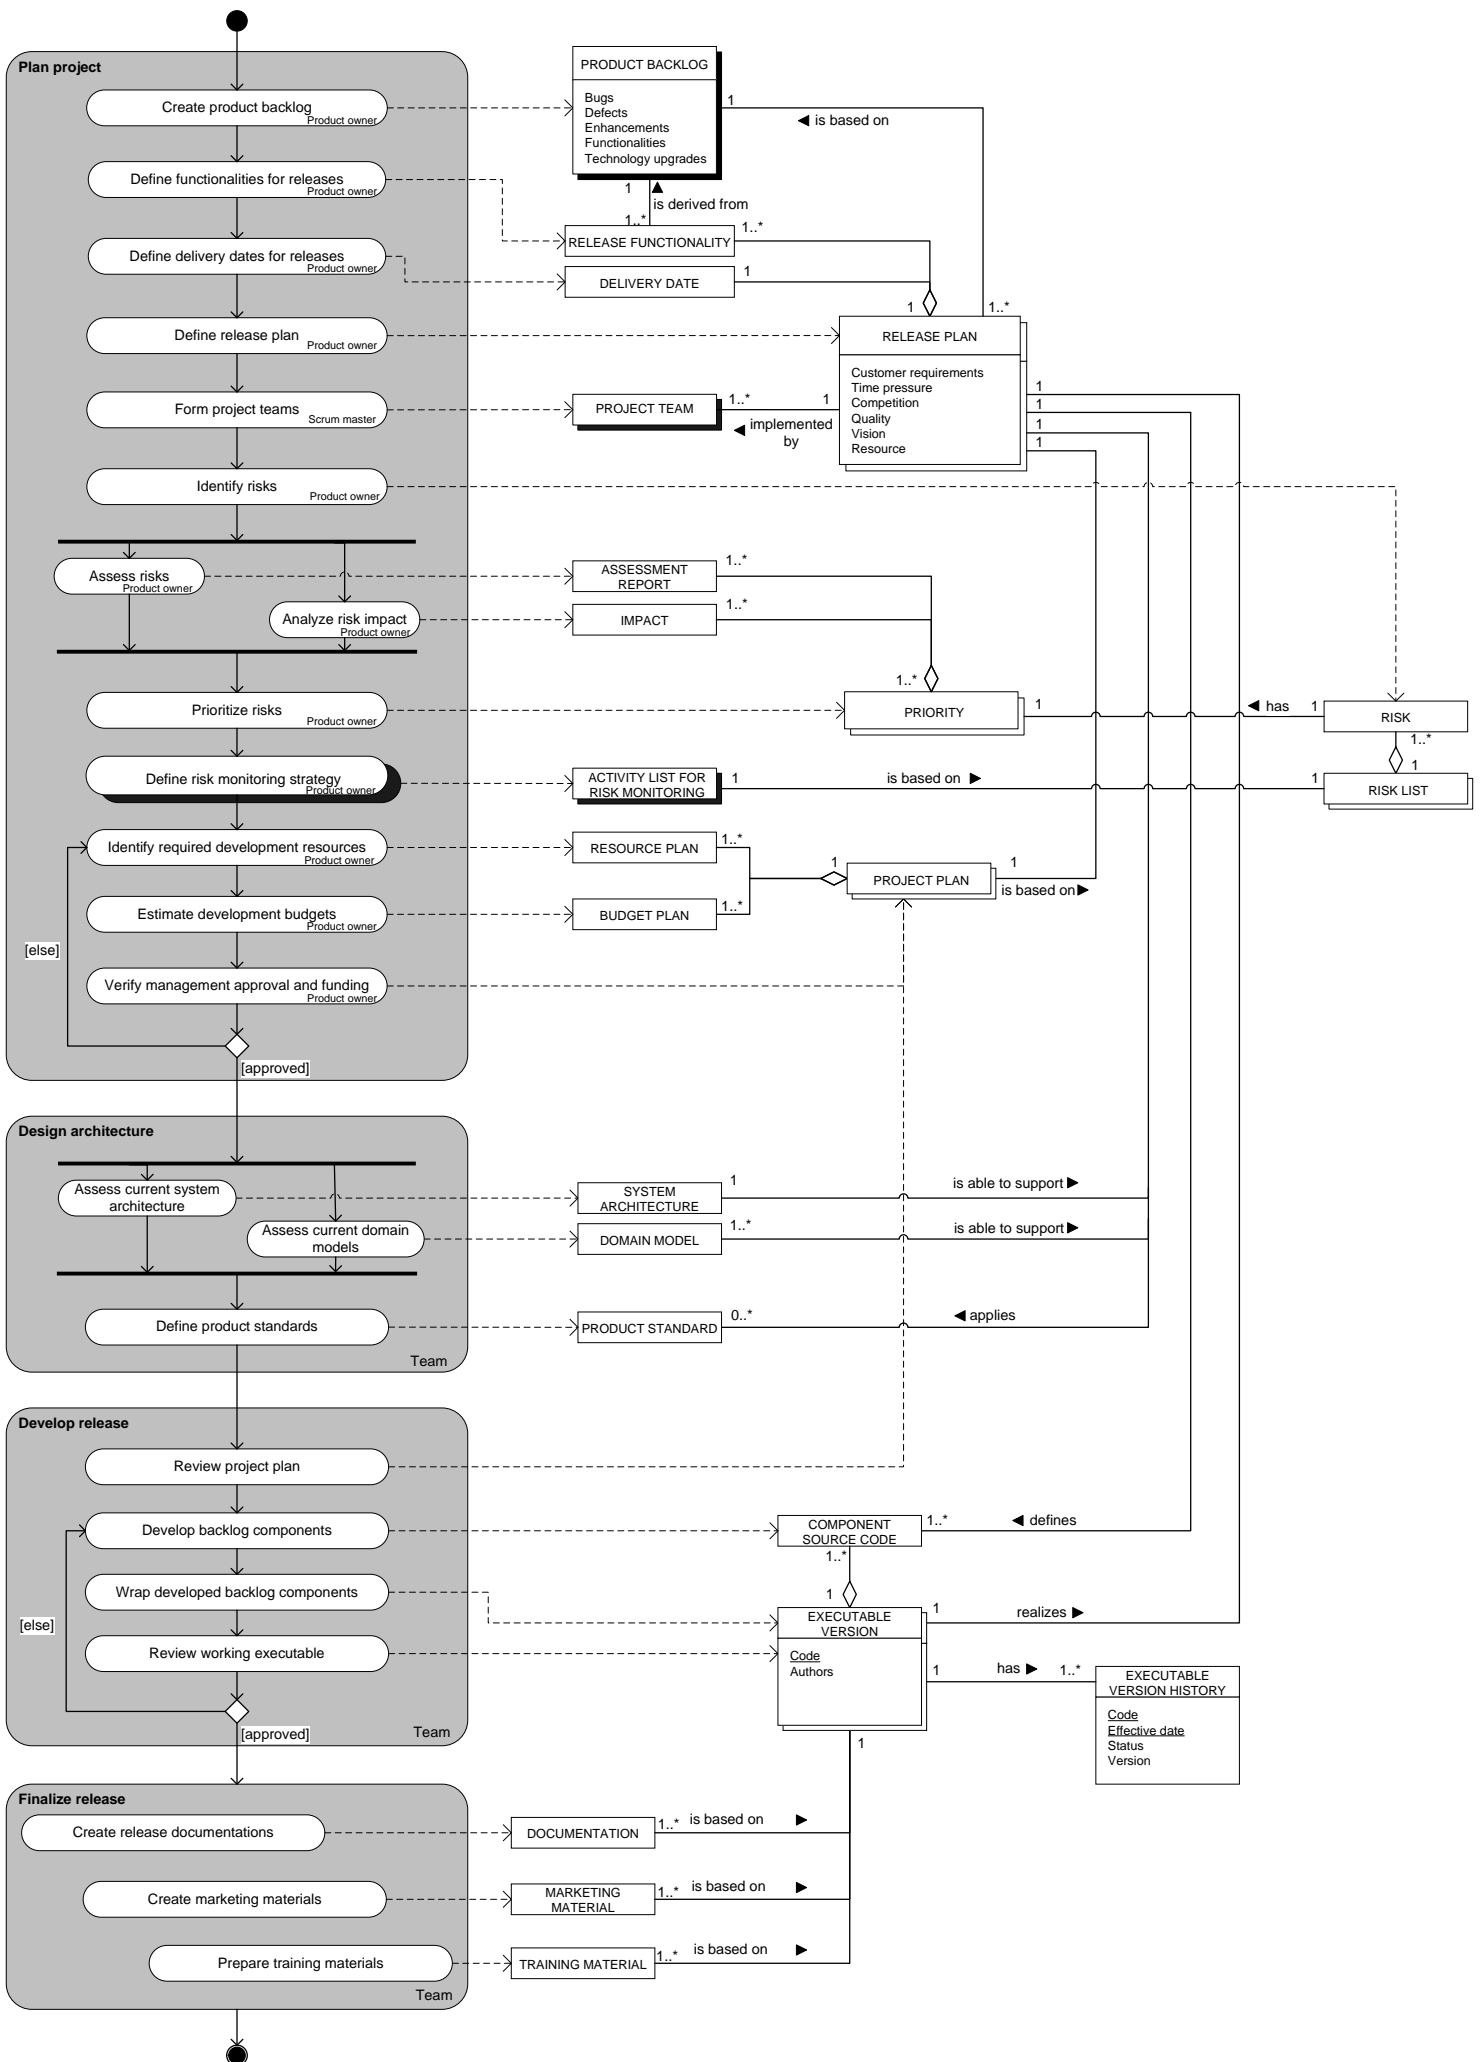 Plan project
PRODUCT BACKLOG
Bugs
Defects
Enhancements
Functionalities
Technology upgrades
1
◄ is based on
Create product backlog
Product owner
Define functionalities for releases
Product owner
1
is derived from
1..*
RELEASE FUNCTIONALITY
1..*
Define delivery dates for releases
Product owner
DELIVERY DATE
1
1
1..*
Define release plan
Product owner
RELEASE PLAN
Customer requirements
Time pressure
Competition
Quality
Vision
Resource
1
1
1
1
Form project teams
Scrum master
PROJECT TEAM
1..*
1
◄ implemented
by
Identify risks
Product owner
Assess risks
Product owner
ASSESSMENT
REPORT
1..*
Analyze risk impact
Product owner
IMPACT
1..*
1..*
Prioritize risks
Product owner
PRIORITY
1
◄ has
1
RISK
1..*
1
Define risk monitoring strategy
Product owner
ACTIVITY LIST FOR
RISK MONITORING
1
is based on ►
1
RISK LIST
Identify required development resources
Product owner
RESOURCE PLAN
1..*
1
PROJECT PLAN
1
is based on►
Estimate development budgets
Product owner
BUDGET PLAN
1..*
[else]
Verify management approval and funding
Product owner
[approved]
Design architecture
Assess current system
architecture
SYSTEM
ARCHITECTURE
1
is able to support ►
Assess current domain
models
DOMAIN MODEL
1..*
is able to support ►
Define product standards
PRODUCT STANDARD
0..*
◄ applies
Team
Develop release
Review project plan
Develop backlog components
COMPONENT
SOURCE CODE
1..*
◄ defines
1..*
1
Wrap developed backlog components
EXECUTABLE
VERSION
Code
Authors
1
realizes ►
[else]
Review working executable
1
has ►
1..*
EXECUTABLE
VERSION HISTORY
Code
Effective date
Status
Version
[approved]
Team
1
Finalize release
Create release documentations
DOCUMENTATION
1..*
is based on ►
Create marketing materials
MARKETING
MATERIAL
1..*
is based on ►
Prepare training materials
TRAINING MATERIAL
1..*
is based on ►
Team